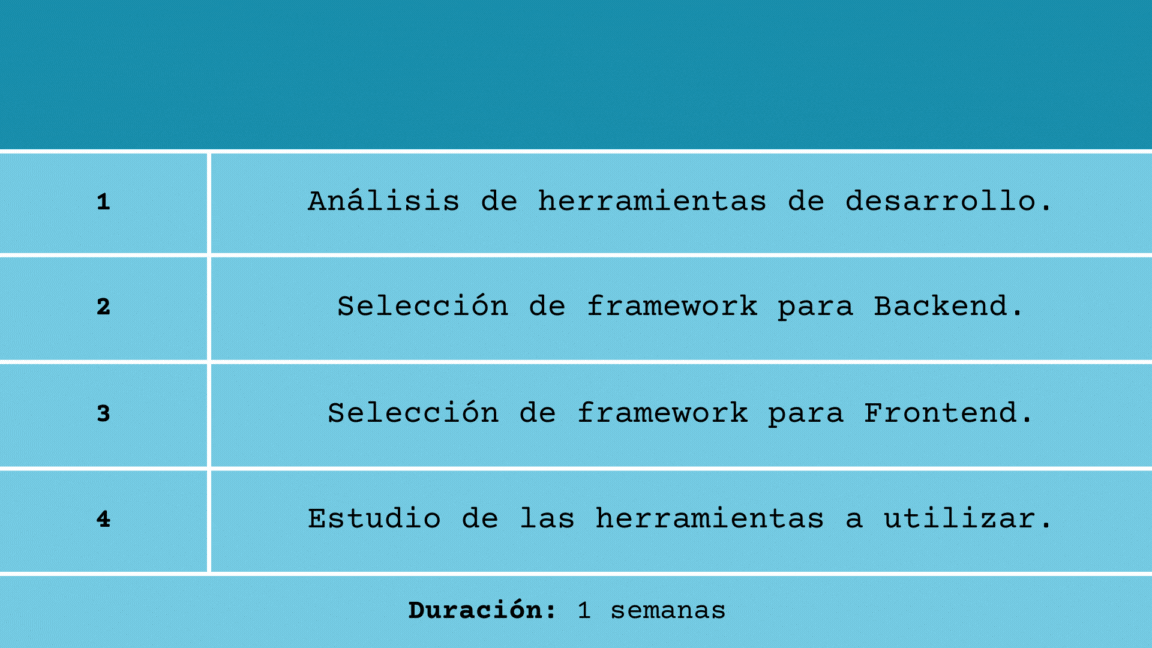 1 Análisis de herramientas de desarrollo.
2 Selección de framework para Backend.
3 Selección de framework para Frontend.
4 Estudio de las herramientas a utilizar.
Duración: 1 semanas